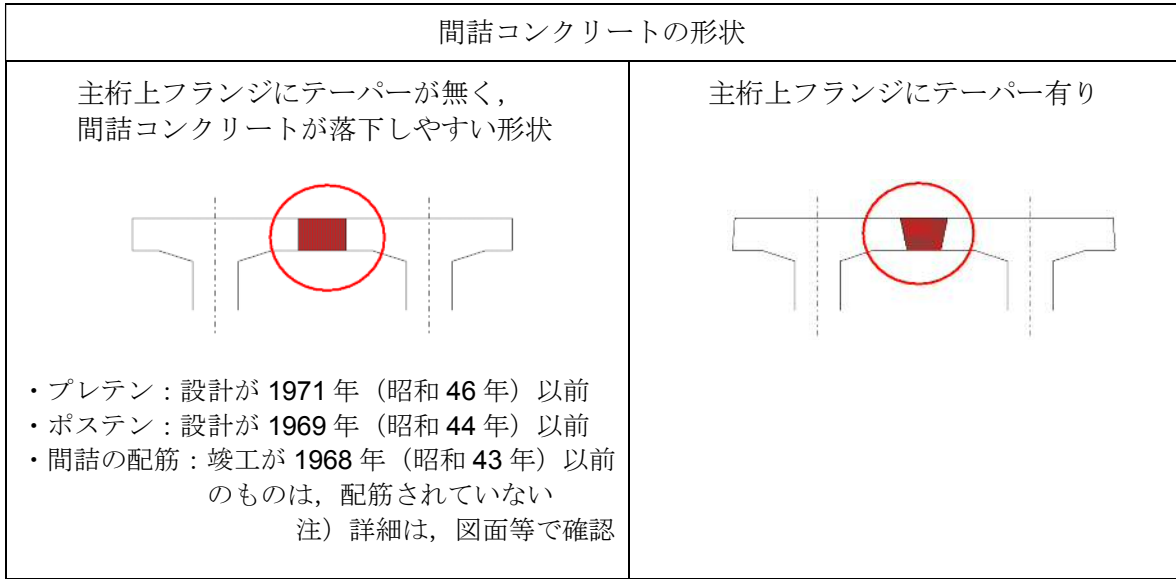 間詰コンクリートの形状
主桁上フランジにテーパーが無く，
間詰コンクリートが落下しやすい形状
・プレテン：設計が 1971 年（昭和 46 年）以前
・ポステン：設計が 1969 年（昭和 44 年）以前
・間詰の配筋：竣工が 1968 年（昭和 43 年）以前
のものは，配筋されていない
注）詳細は，図面等で確認
主桁上フランジにテーパー有り